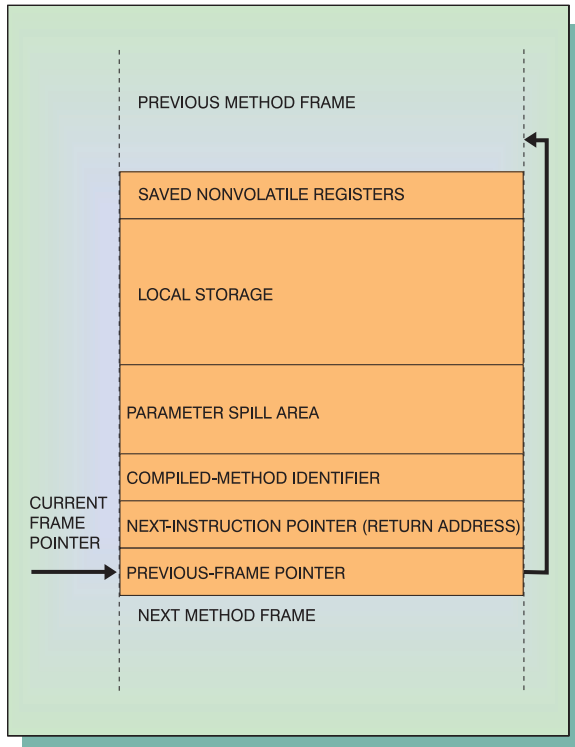 PREVIOUS METHOD FRAME
SAVED NONVOLATILE REGISTERS
LOCAL STORAGE
PARAMETER SPILL AREA
COMPILED-METHOD IDENTIFIER
CURRENT
FRAME
POINTER
NEXT-INSTRUCTION POINTER (RETURN ADDRESS)
PREVIOUS-FRAME POINTER
NEXT METHOD FRAME